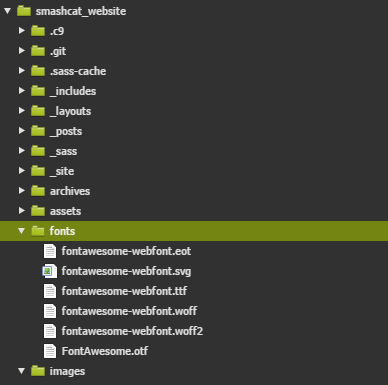 smashcat_website
.c9
.git
.sass-cache
_includes
_layouts
_posts
_sass
_site
archives
assets
fonts
fontawesome-webfont.eot
fontawesome-webfont.svg
fontawesome-webfont.ttf
fontawesome-webfont.woff
fontawesome-webfont.woff2
FontAwesome.otf
images